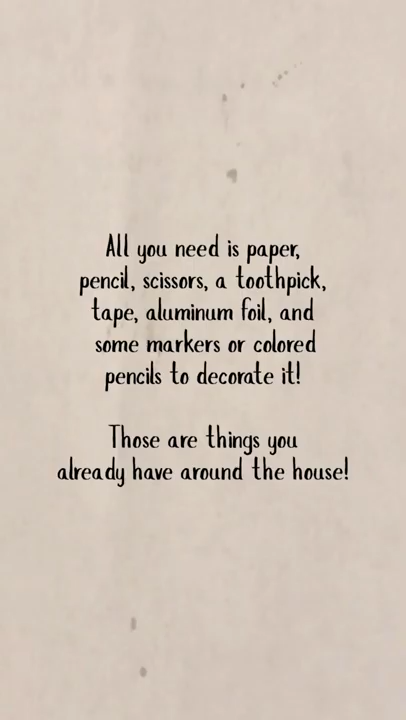 All you need is paper,
pencil, scissors, a toothpick,
tape, aluminum foil, and
some markers or colored
pencils to decorate it!
Those are things you
already have around the house!